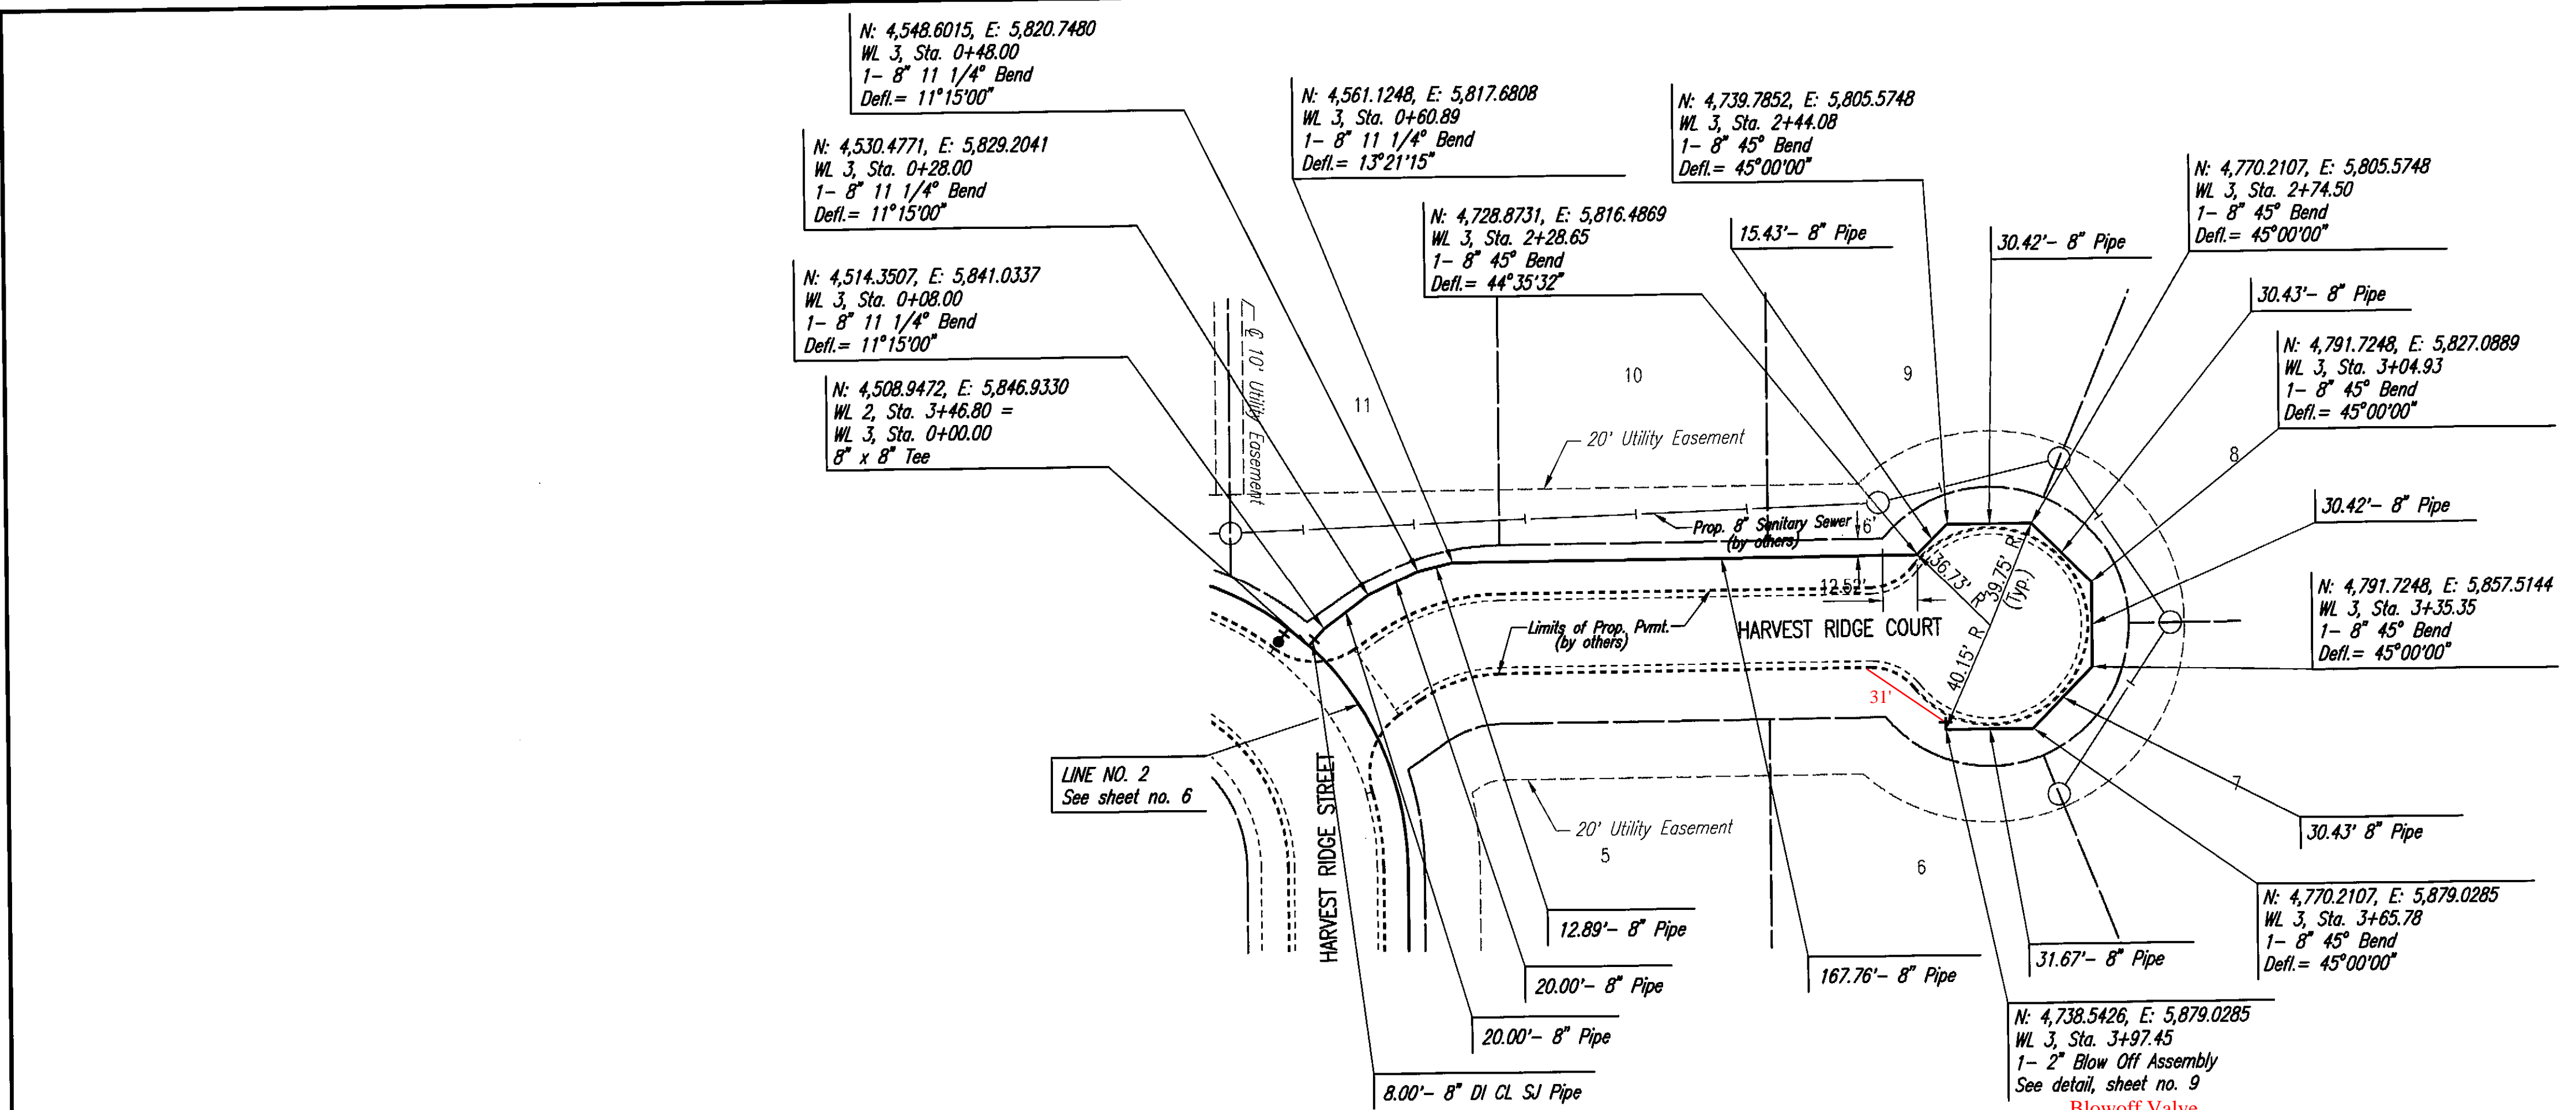 N: 4,548.6015, E: 5,820.7480
WL 3, Sta. 0+48.00
1- 8" 11 1/4° Bend
Defl.= 11°15'00"
N: 4,530.4771, E: 5,829.2041
WL 3, Sta. 0+28.00
1- 8" 11 1/4° Bend
Defl.= 11°15'00"
N: 4,514.3507, E: 5,841.0337
WL 3, Sta. 0+08.00
1- 8" 11 1/4° Bend
Defl.= 11°15'00"
N: 4,508.9472, E: 5,846.9330
WL 2, Sta. 3+46.80 =
WL 3, Sta. 0+00.00
8" x 8" Tee
N: 4,561.1248, E: 5,817.6808
WL 3, Sta. 0+60.89
1- 8" 11 1/4° Bend
Defl.= 13°21'15"
N: 4,728.8731, E: 5,816.4869
WL 3, Sta. 2+28.65
1- 8" 45° Bend
Defl.= 44°35'32"
N: 4,739.7852, E: 5,805.5748
WL 3, Sta. 2+44.08
1- 8" 45° Bend
Defl.= 45°00'00"
15.43'- 8" Pipe
30.42'- 8" Pipe
N: 4,770.2107, E: 5,805.5748
WL 3, Sta. 2+74.50
1- 8" 45° Bend
Defl.= 45°00'00"
30.43'- 8" Pipe
N: 4,791.7248, E: 5,827.0889
WL 3, Sta. 3+04.93
1- 8" 45° Bend
Defl.= 45°00'00"
30.42'- 8" Pipe
N: 4,791.7248, E: 5,857.5144
WL 3, Sta. 3+35.35
1- 8" 45° Bend
Defl.= 45°00'00"
30.43' 8" Pipe
N: 4,770.2107, E: 5,879.0285
WL 3, Sta. 3+65.78
1- 8" 45° Bend
Defl.= 45°00'00"
℄ 10' Utility Easement
11
10
9
8
7
6
5
20' Utility Easement
Prop. 8" Sanitary Sewer
(by others)
6'
12.52'
36.73' R
39.75' R
(Typ.)
40.15' R
31'
Limits of Prop. Pvmt.
(by others)
HARVEST RIDGE COURT
20' Utility Easement
HARVEST RIDGE STREET
LINE NO. 2
See sheet no. 6
12.89'- 8" Pipe
20.00'- 8" Pipe
20.00'- 8" Pipe
8.00'- 8" DI CL SJ Pipe
167.76'- 8" Pipe
31.67'- 8" Pipe
N: 4,738.5426, E: 5,879.0285
WL 3, Sta. 3+97.45
1- 2" Blow Off Assembly
See detail, sheet no. 9
Blowoff Valve